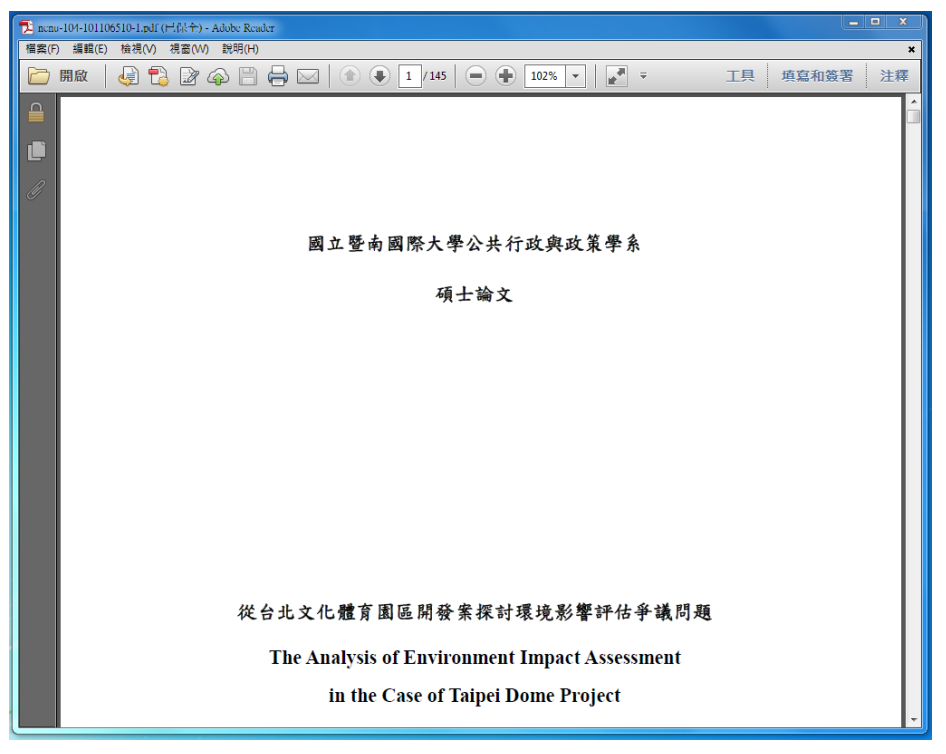 ncnu-104-101106510-1.pdf (已保全) - Adobe Reader
檔案(F) 編輯(E) 檢視(V) 視窗(W) 說明(H)
開啟 1 / 145 102% 工具 填寫和簽署 注釋
國立暨南國際大學公共行政與政策學系
碩士論文
從台北文化體育園區開發案探討環境影響評估爭議問題
The Analysis of Environment Impact Assessment
in the Case of Taipei Dome Project